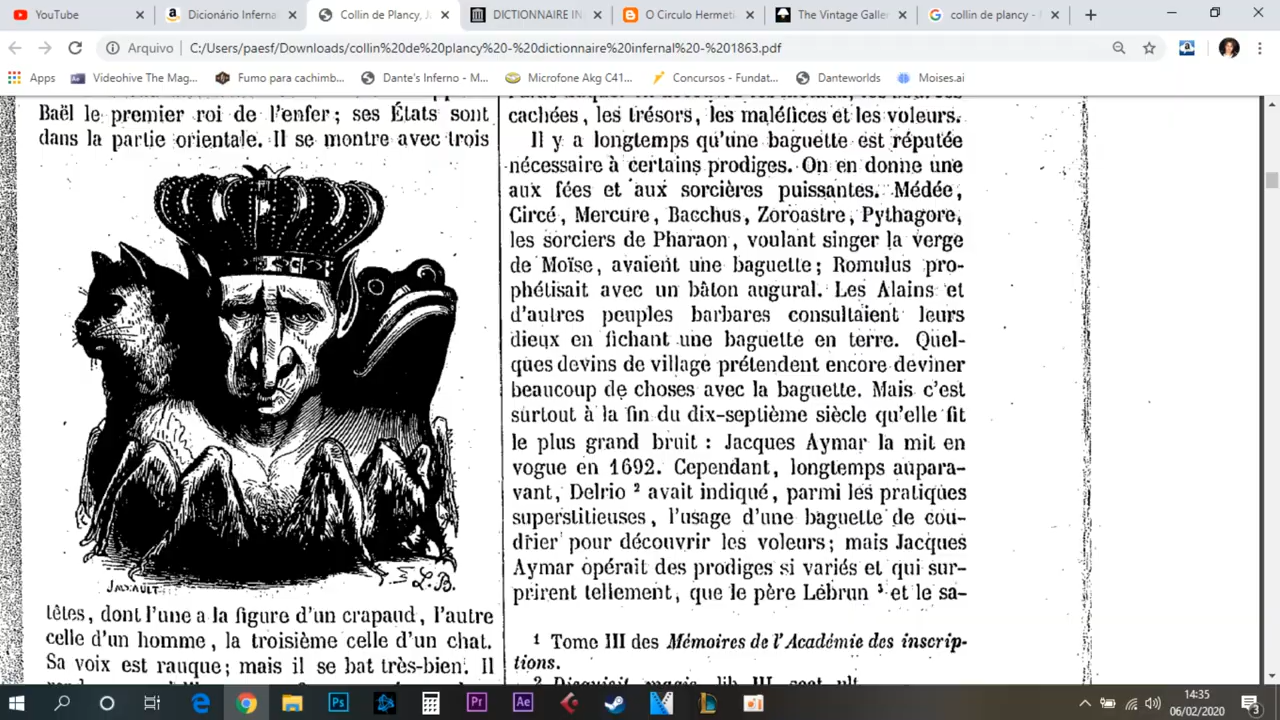 YouTube
Dicionário Inferna
Collin de Plancy, J
DICTIONNAIRE IN
O Circulo Hermeti
The Vintage Galler
collin de plancy -
Arquivo
C:/Users/paesf/Downloads/collin%20de%20plancy%20-%20dictionnaire%20infernal%20-%201863.pdf
Apps
Videohive The Mag...
Fumo para cachimb...
Dante's Inferno - M...
Microfone Akg C41...
Concursos - Fundat...
Danteworlds
Moises.ai
Baël le premier roi de l'enfer; ses États sont
dans la partie orientale. Il se montre avec trois
JARRAULT
L.B.
têtes, dont l'une a la figure d'un crapaud, l'autre
celle d'un homme, la troisième celle d'un chat.
Sa voix est rauque; mais il se bat très-bien. Il
cachées, les trésors, les maléfices et les voleurs.
Il y a longtemps qu'une baguette est réputée
nécessaire à certains prodiges. On en donne une
aux fées et aux sorcières puissantes. Médée,
Circé, Mercure, Bacchus, Zoroastre, Pythagore,
les sorciers de Pharaon, voulant singer la verge
de Moïse, avaient une baguette; Romulus pro-
phétisait avec un bâton augural. Les Alains et
d'autres peuples barbares consultaient leurs
dieux en fichant une baguette en terre. Quel-
ques devins de village prétendent encore deviner
beaucoup de choses avec la baguette. Mais c'est
surtout à la fin du dix-septième siècle qu'elle fit
le plus grand bruit : Jacques Aymar la mit en
vogue en 1692. Cependant, longtemps aupara-
vant, Delrio ² avait indiqué, parmi les pratiques
superstitieuses, l'usage d'une baguette de cou-
drier pour découvrir les voleurs; mais Jacques
Aymar opérait des prodiges si variés et qui sur-
prirent tellement, que le père Lebrun ³ et le sa-
¹ Tome III des Mémoires de l'Académie des inscrip-
tions.
² Disquisit. magic. lib. III, sect. ult.
14:35
06/02/2020
3